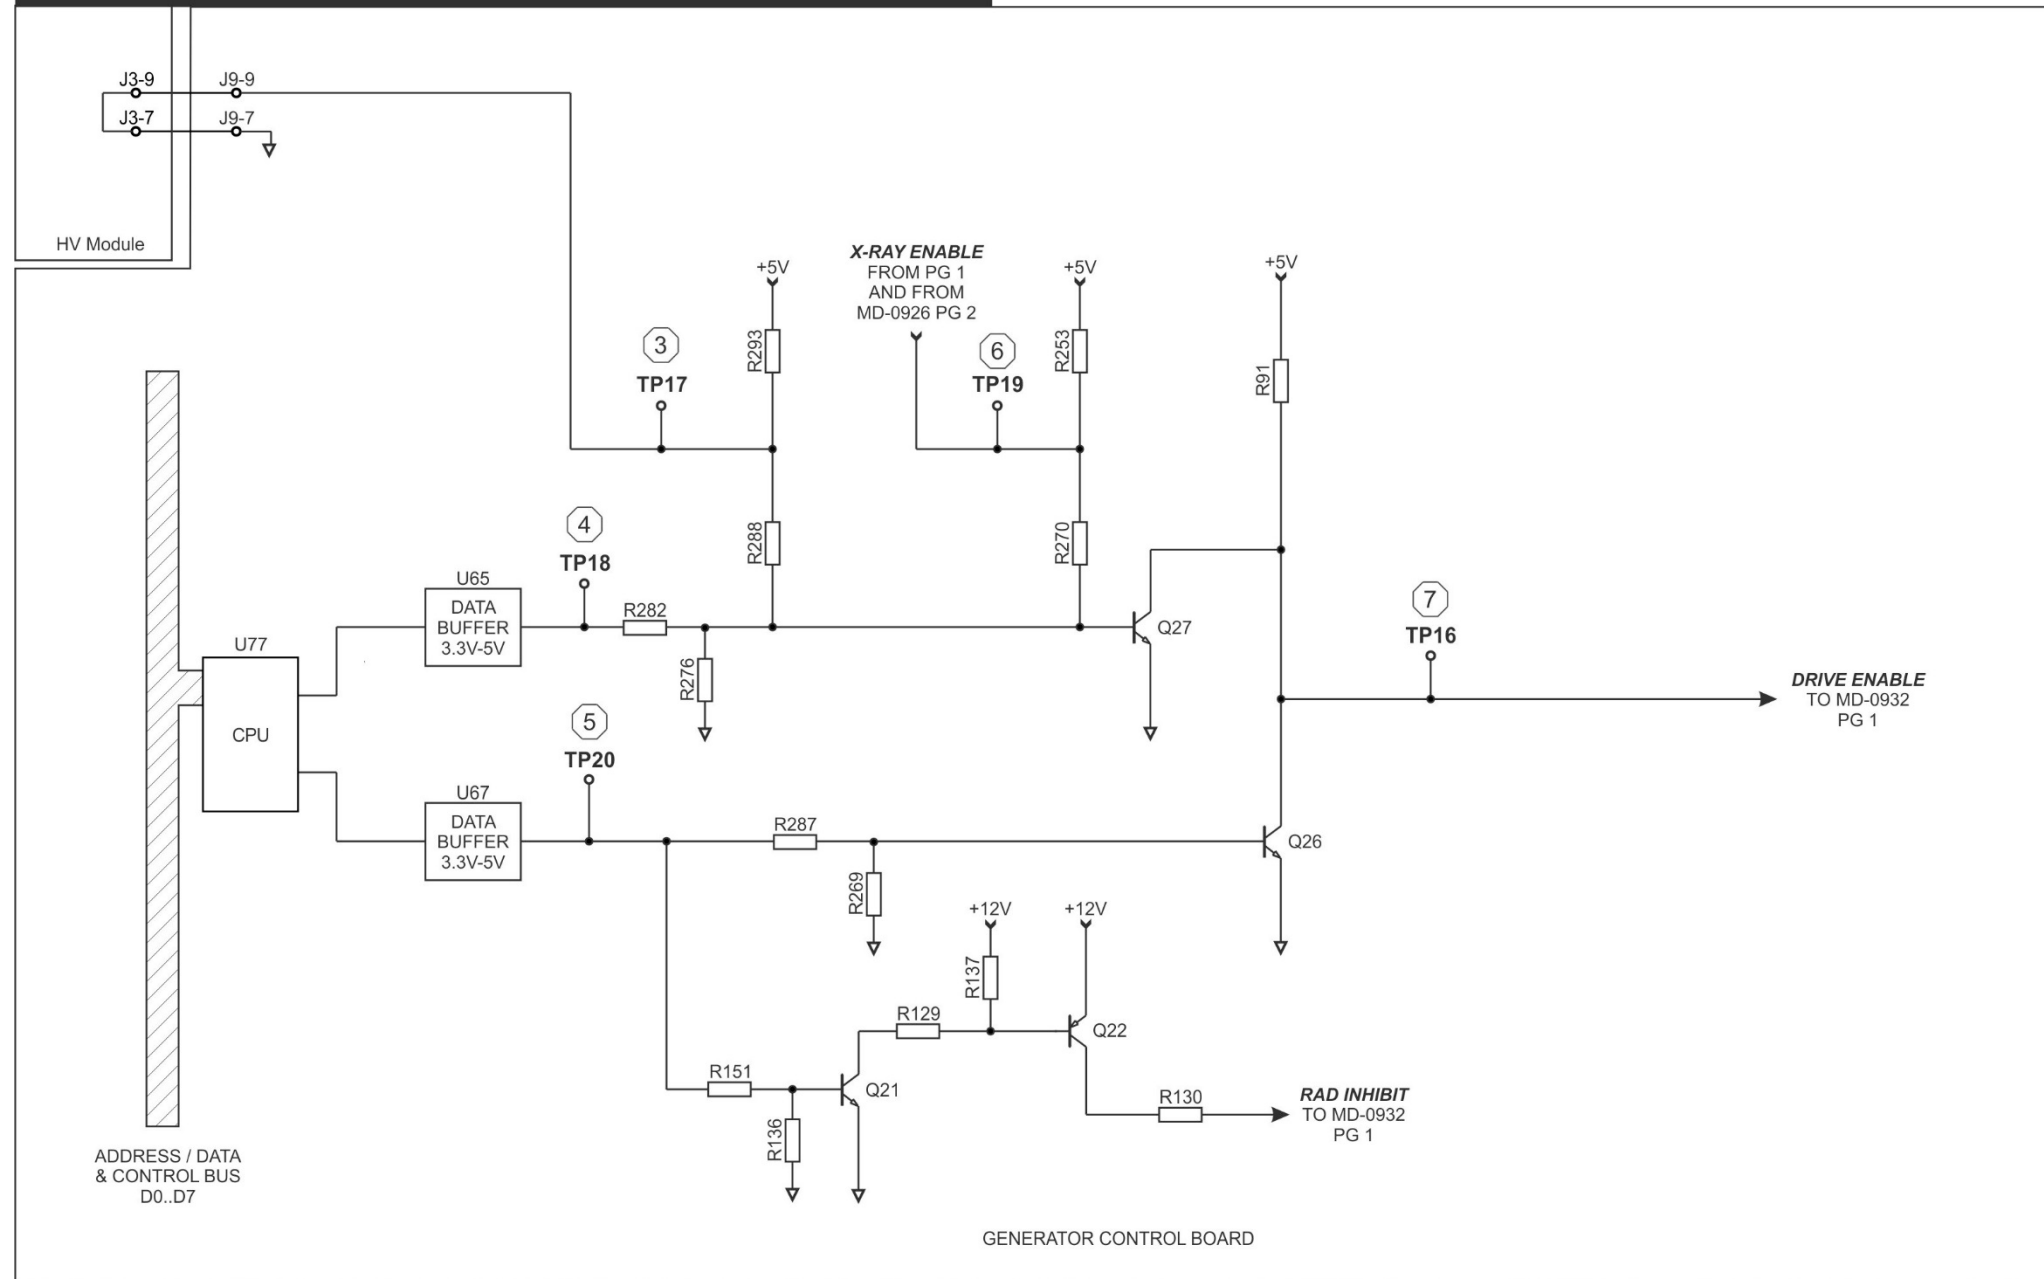 J3-9
J9-9
J3-7
J9-7
HV Module
X-RAY ENABLE
FROM PG 1
AND FROM
MD-0926 PG 2
+5V
+5V
+5V
3
TP17
R293
6
TP19
R253
R91
4
TP18
R288
R270
U65
DATA
BUFFER
3.3V-5V
R282
R276
Q27
7
TP16
DRIVE ENABLE
TO MD-0932
PG 1
U77
CPU
5
TP20
U67
DATA
BUFFER
3.3V-5V
R287
R269
Q26
+12V
+12V
R137
R129
Q22
R151
R136
Q21
R130
RAD INHIBIT
TO MD-0932
PG 1
ADDRESS / DATA
& CONTROL BUS
D0..D7
GENERATOR CONTROL BOARD